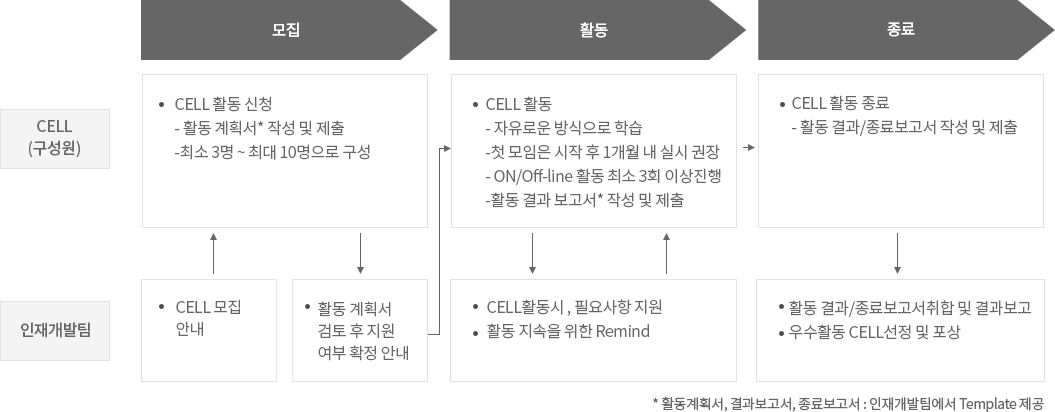 모집
활동
종료
CELL
(구성원)
• CELL 활동 신청
- 활동 계획서* 작성 및 제출
-최소 3명 ~ 최대 10명으로 구성
• CELL 활동
- 자유로운 방식으로 학습
-첫 모임은 시작 후 1개월 내 실시 권장
- ON/Off-line 활동 최소 3회 이상진행
-활동 결과 보고서* 작성 및 제출
• CELL 활동 종료
- 활동 결과/종료보고서 작성 및 제출
인재개발팀
• CELL 모집
안내
• 활동 계획서
검토 후 지원
여부 확정 안내
• CELL활동시 , 필요사항 지원
• 활동 지속을 위한 Remind
• 활동 결과/종료보고서취합 및 결과보고
• 우수활동 CELL선정 및 포상
* 활동계획서, 결과보고서, 종료보고서 : 인재개발팀에서 Template 제공